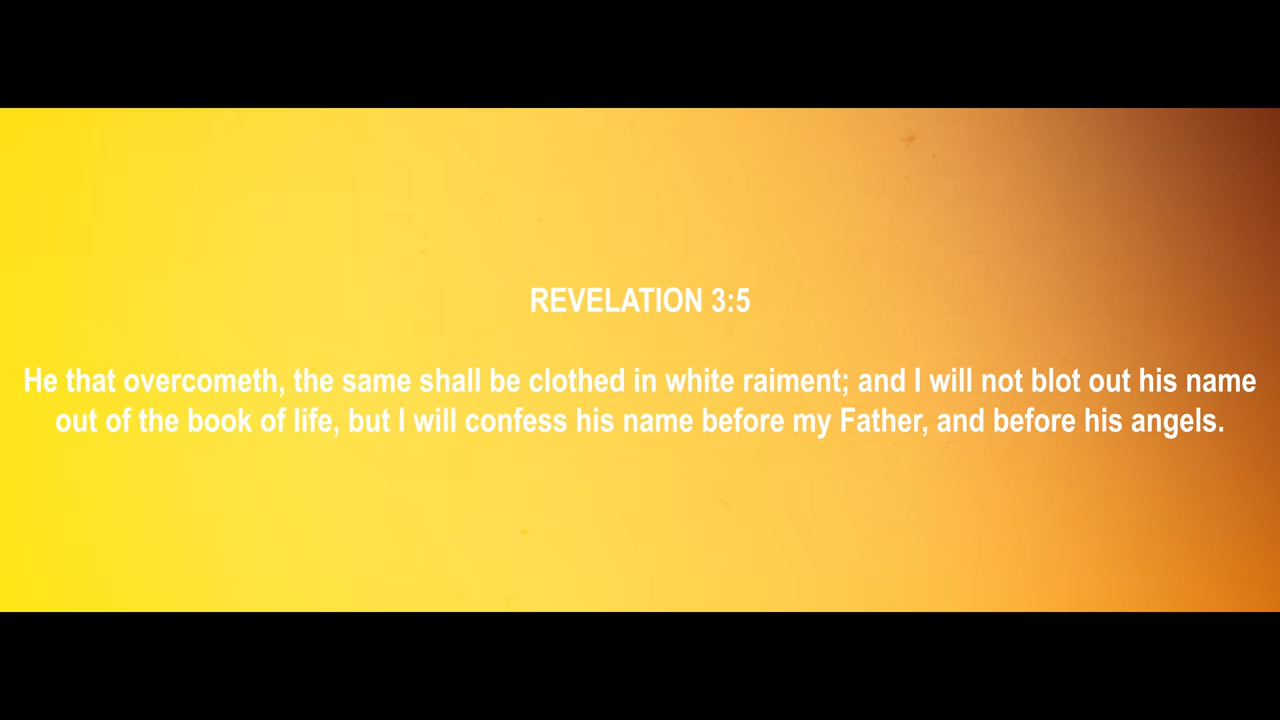 REVELATION 3:5
He that overcometh, the same shall be clothed in white raiment; and I will not blot out his name
out of the book of life, but I will confess his name before my Father, and before his angels.